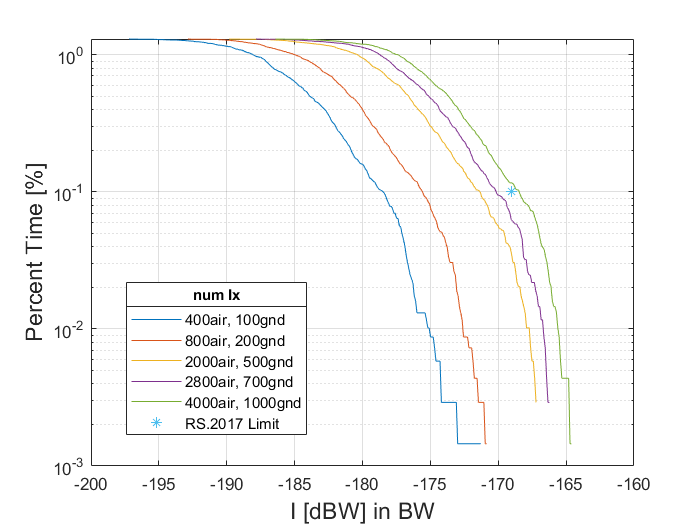 10^0
10^-1
10^-2
10^-3
Percent Time [%]
num Ix
400air, 100gnd
800air, 200gnd
2000air, 500gnd
2800air, 700gnd
4000air, 1000gnd
RS.2017 Limit
-200 -195 -190 -185 -180 -175 -170 -165 -160
I [dBW] in BW